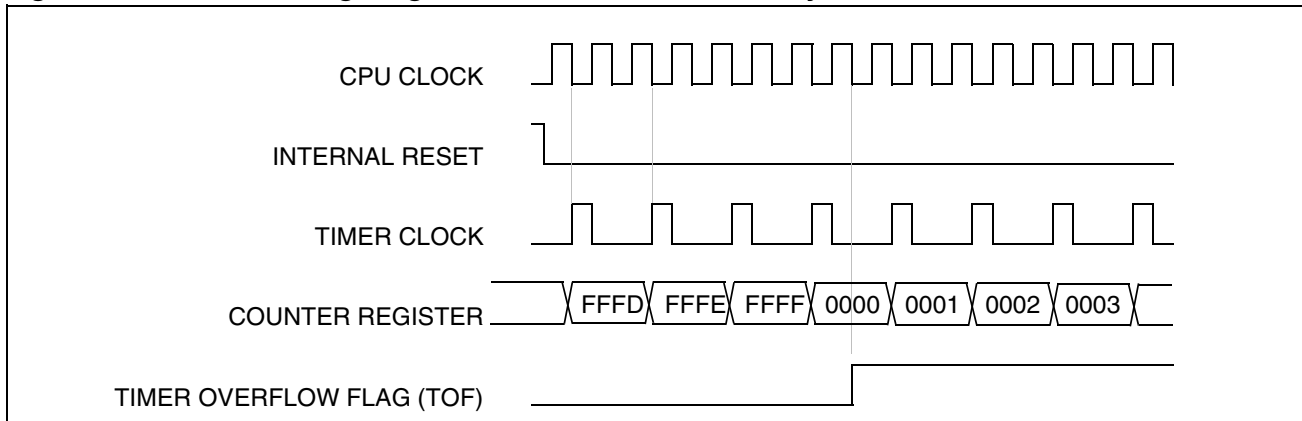 CPU CLOCK
INTERNAL RESET
TIMER CLOCK
COUNTER REGISTER
FFFD FFFE FFFF 0000 0001 0002 0003
TIMER OVERFLOW FLAG (TOF)